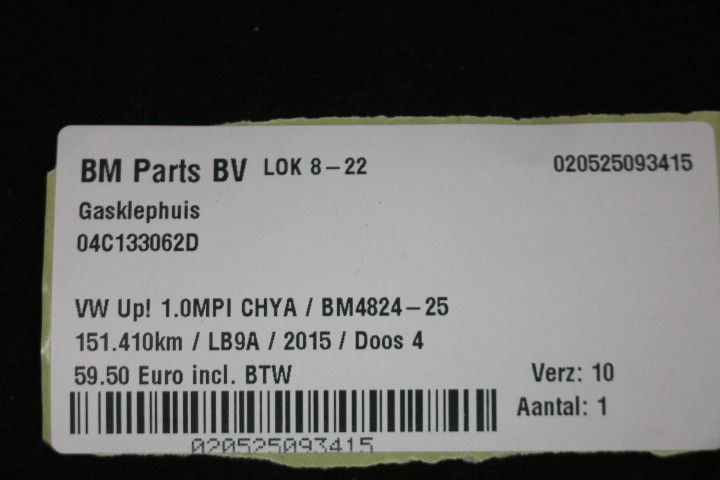 BM Parts BV LOK 8-22 020525093415
Gasklephuis
04C133062D
VW Up! 1.0MPI CHYA / BM4824-25
151.410km / LB9A / 2015 / Doos 4
59.50 Euro incl. BTW Verz: 10
Aantal: 1
020525093415